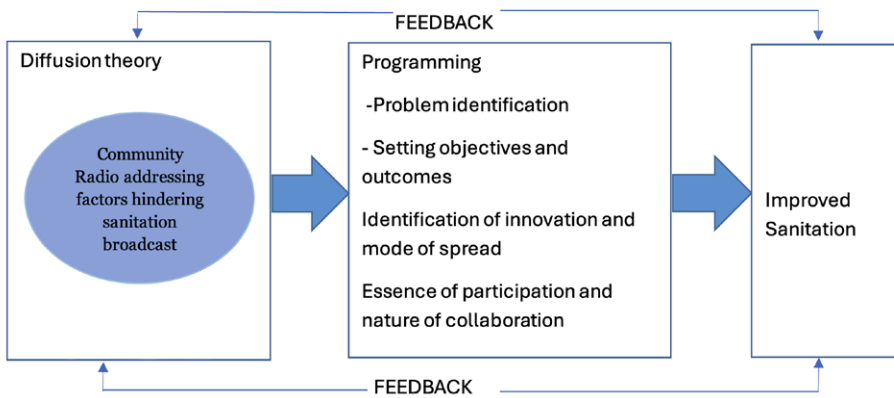 FEEDBACK
Diffusion theory
Community
Radio addressing
factors hindering
sanitation
broadcast
Programming
-Problem identification
- Setting objectives and
outcomes
Identification of innovation and
mode of spread
Essence of participation and
nature of collaboration
Improved
Sanitation
FEEDBACK